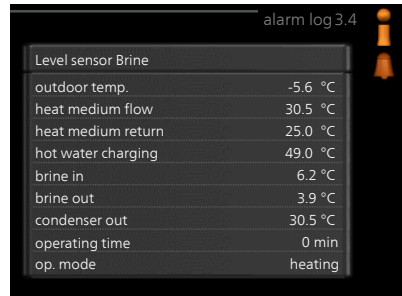 alarm log 3.4
Level sensor Brine
outdoor temp. -5.6 °C
heat medium flow 30.5 °C
heat medium return 25.0 °C
hot water charging 49.0 °C
brine in 6.2 °C
brine out 3.9 °C
condenser out 30.5 °C
operating time 0 min
op. mode heating